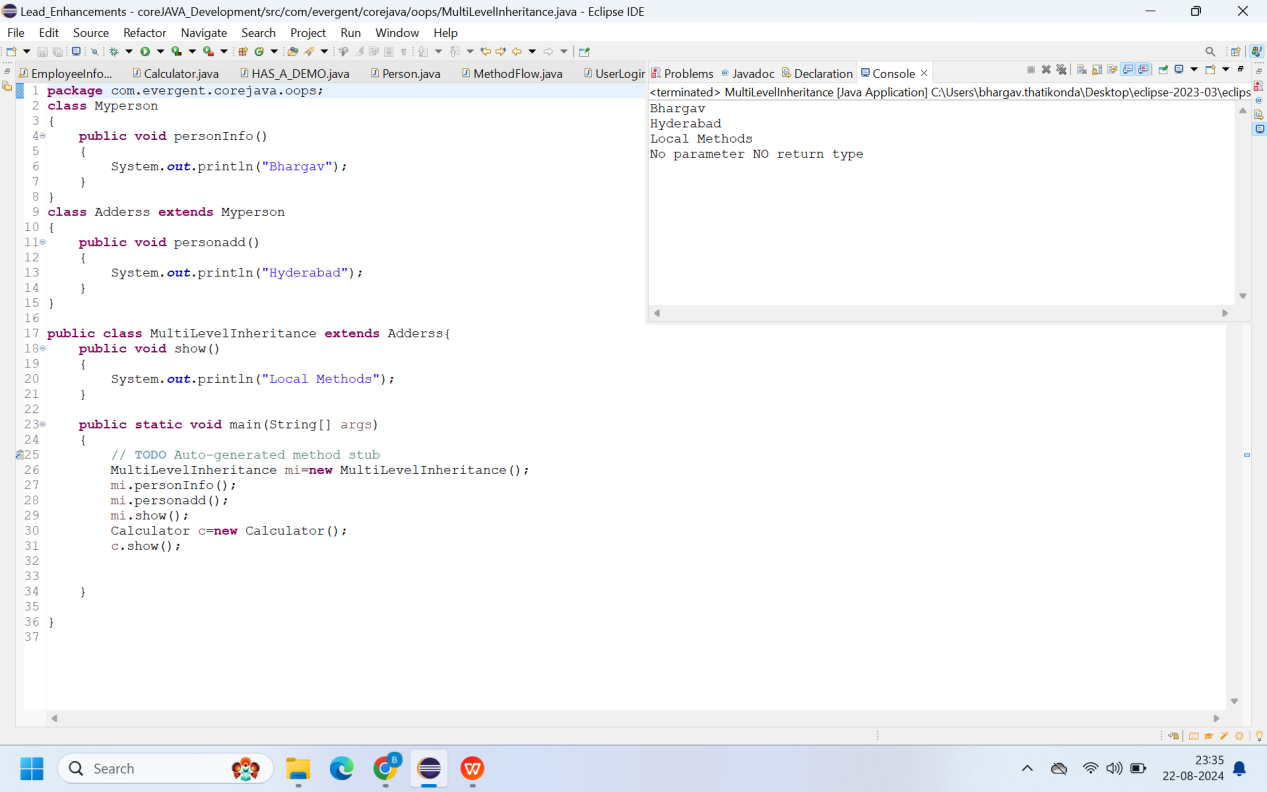 Lead_Enhancements - coreJAVA_Development/src/com/evergent/corejava/oops/MultiLevelInheritance.java - Eclipse IDE
File Edit Source Refactor Navigate Search Project Run Window Help
EmployeeInfo... Calculator.java HAS_A_DEMO.java Person.java MethodFlow.java UserLogir
1 package com.evergent.corejava.oops;
2 class Myperson
3 {
4 public void personInfo()
5 {
6 System.out.println("Bhargav");
7 }
8 }
9 class Adderss extends Myperson
10 {
11 public void personadd()
12 {
13 System.out.println("Hyderabad");
14 }
15 }
16
17 public class MultiLevelInheritance extends Adderss{
18 public void show()
19 {
20 System.out.println("Local Methods");
21 }
22
23 public static void main(String[] args)
24 {
25 // TODO Auto-generated method stub
26 MultiLevelInheritance mi=new MultiLevelInheritance();
27 mi.personInfo();
28 mi.personadd();
29 mi.show();
30 Calculator c=new Calculator();
31 c.show();
32
33
34 }
35
36 }
37
Problems Javadoc Declaration Console
<terminated> MultiLevelInheritance [Java Application] C:\Users\bhargav.thatikonda\Desktop\eclipse-2023-03\eclips
Bhargav
Hyderabad
Local Methods
No parameter NO return type
Search
B
W
23:35
22-08-2024